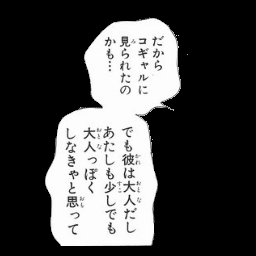 だから
コギャルに
見られたの
かも…
でも彼は大人だし
あたしも少しでも
大人っぽく
しなきゃと思って